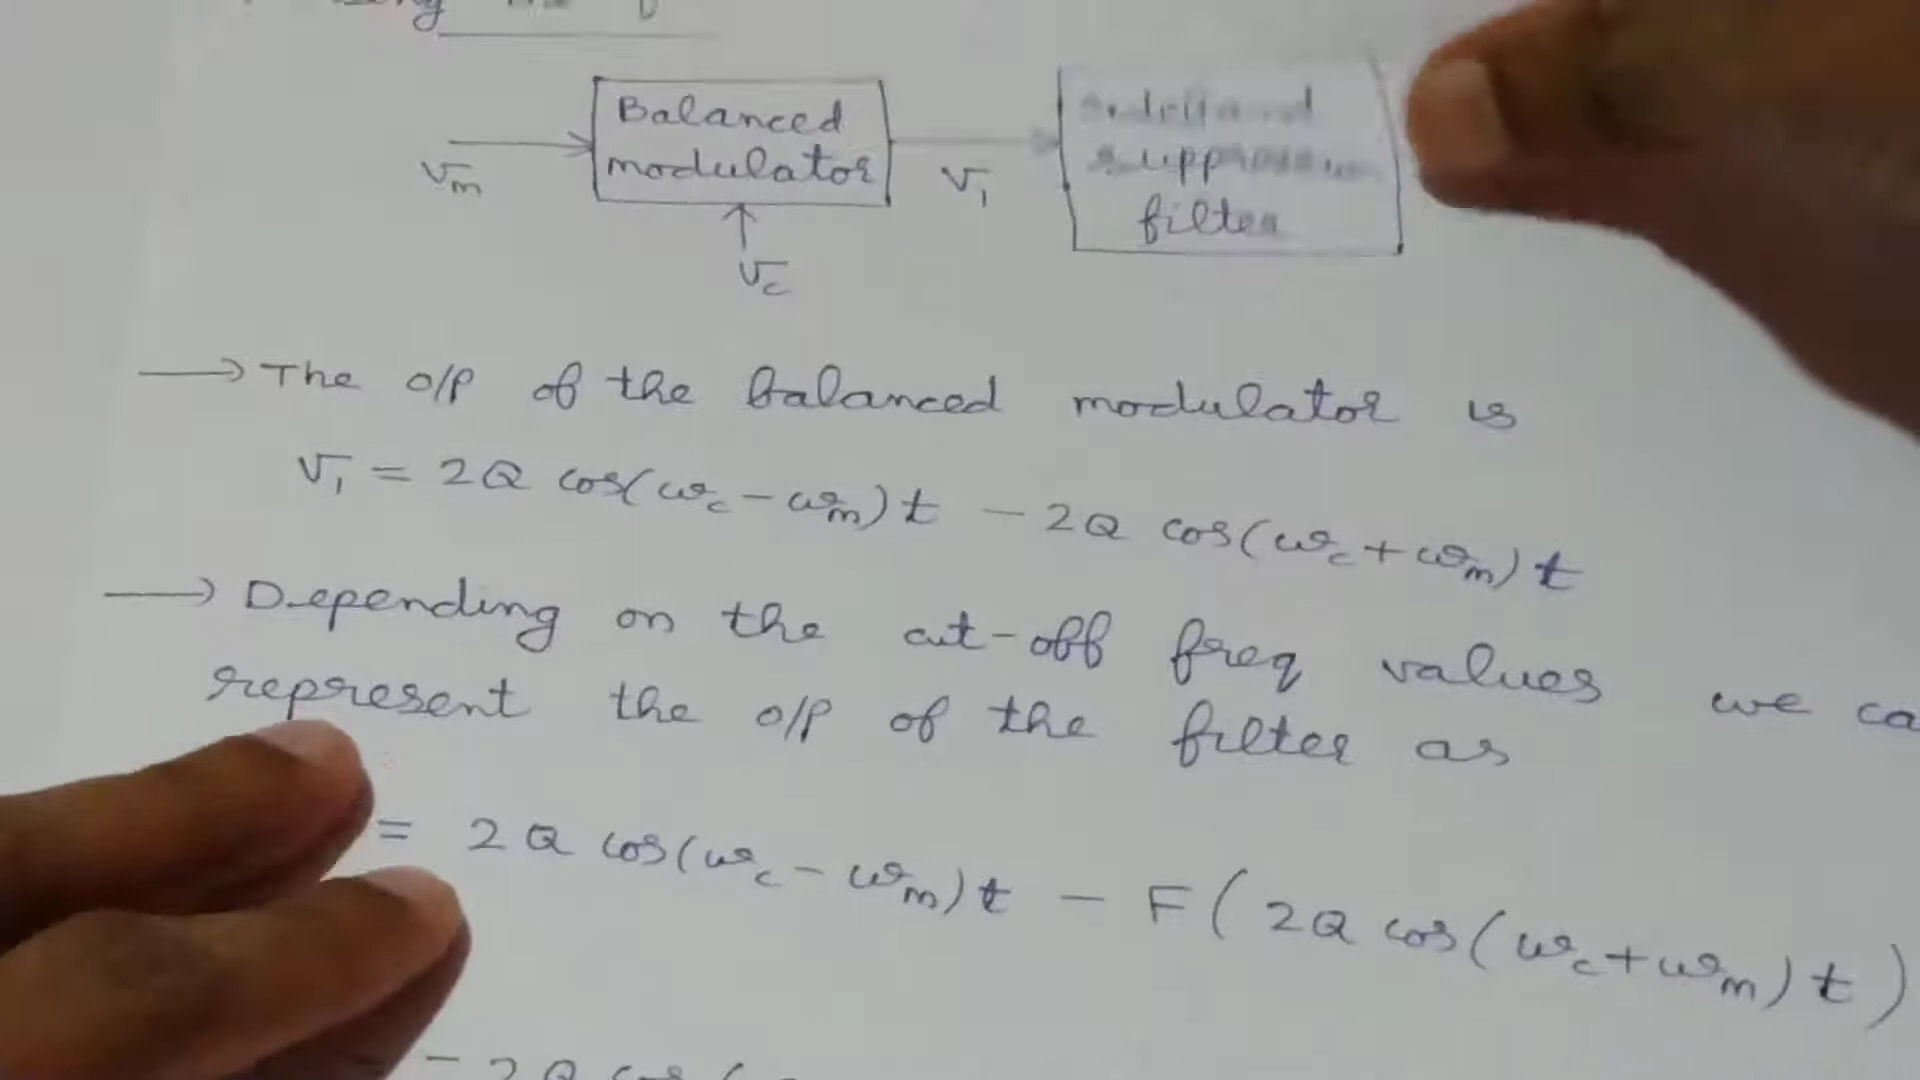 Balanced
modulator
Vm
V1
Vc
filter
→ The o/p of the balanced modulator is
V1 = 2Q cos(ωc - ωm)t - 2Q cos(ωc + ωm)t
→ Depending on the cut-off freq values we ca
represent the o/p of the filter as
= 2Q cos(ωc - ωm)t - F(2Q cos(ωc + ωm)t)